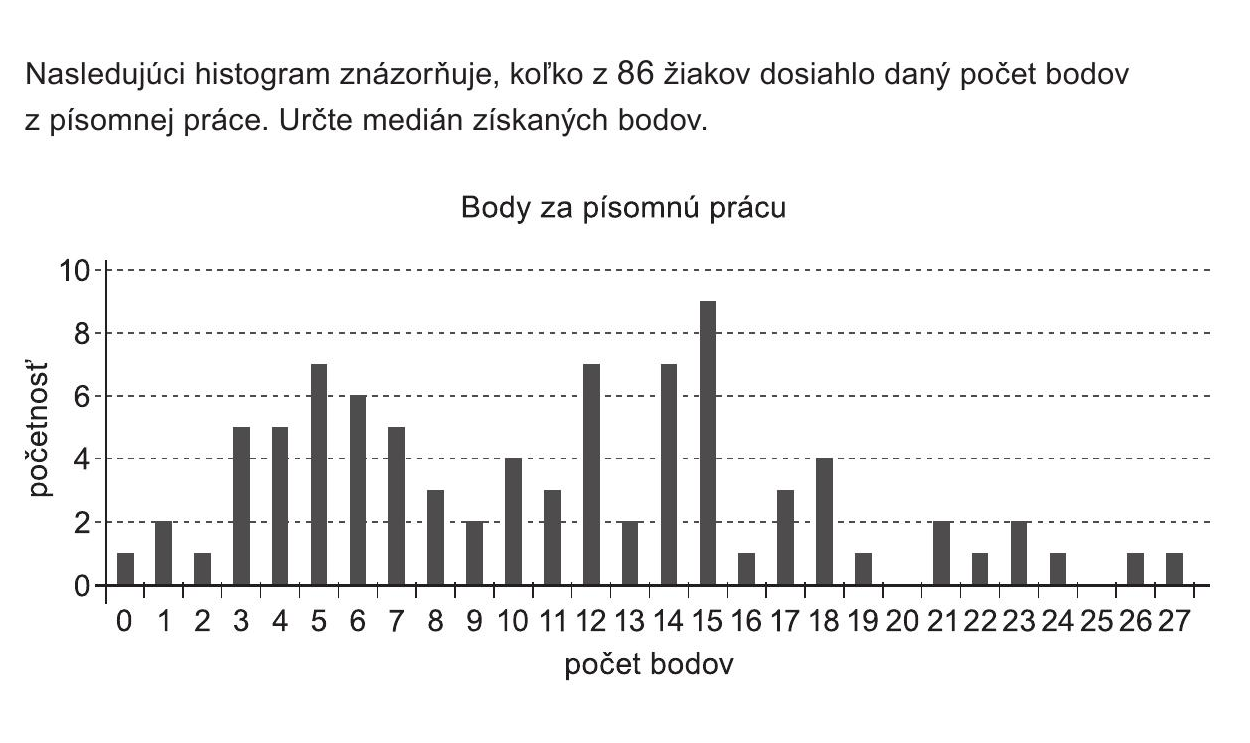 Nasledujúci histogram znázorňuje, koľko z 86 žiakov dosiahlo daný počet bodov
z písomnej práce. Určte medián získaných bodov.
Body za písomnú prácu
početnosť
10
8
6
4
2
0
0 1 2 3 4 5 6 7 8 9 10 11 12 13 14 15 16 17 18 19 20 21 22 23 24 25 26 27
počet bodov